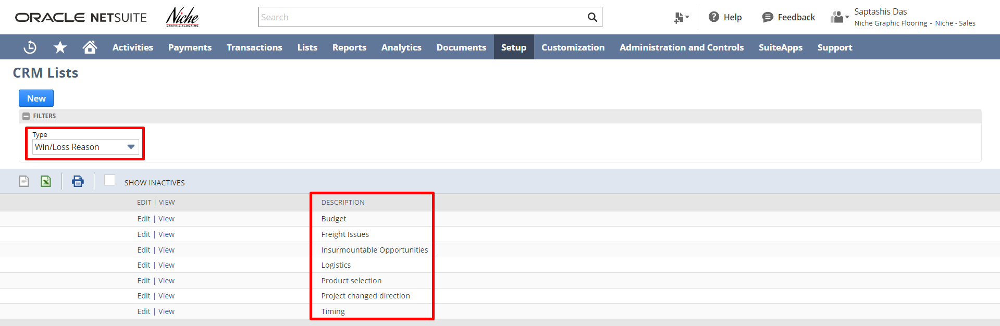 ORACLE NETSUITE
Niche
GRAPHIC FLOORING
Search
Help
Feedback
Saptashis Das
Niche Graphic Flooring - Niche - Sales
Activities Payments Transactions Lists Reports Analytics Documents Setup Customization Administration and Controls SuiteApps Support
CRM Lists
New
FILTERS
Type
Win/Loss Reason
SHOW INACTIVES
EDIT | VIEW DESCRIPTION
Edit | View Budget
Edit | View Freight Issues
Edit | View Insurmountable Opportunities
Edit | View Logistics
Edit | View Product selection
Edit | View Project changed direction
Edit | View Timing